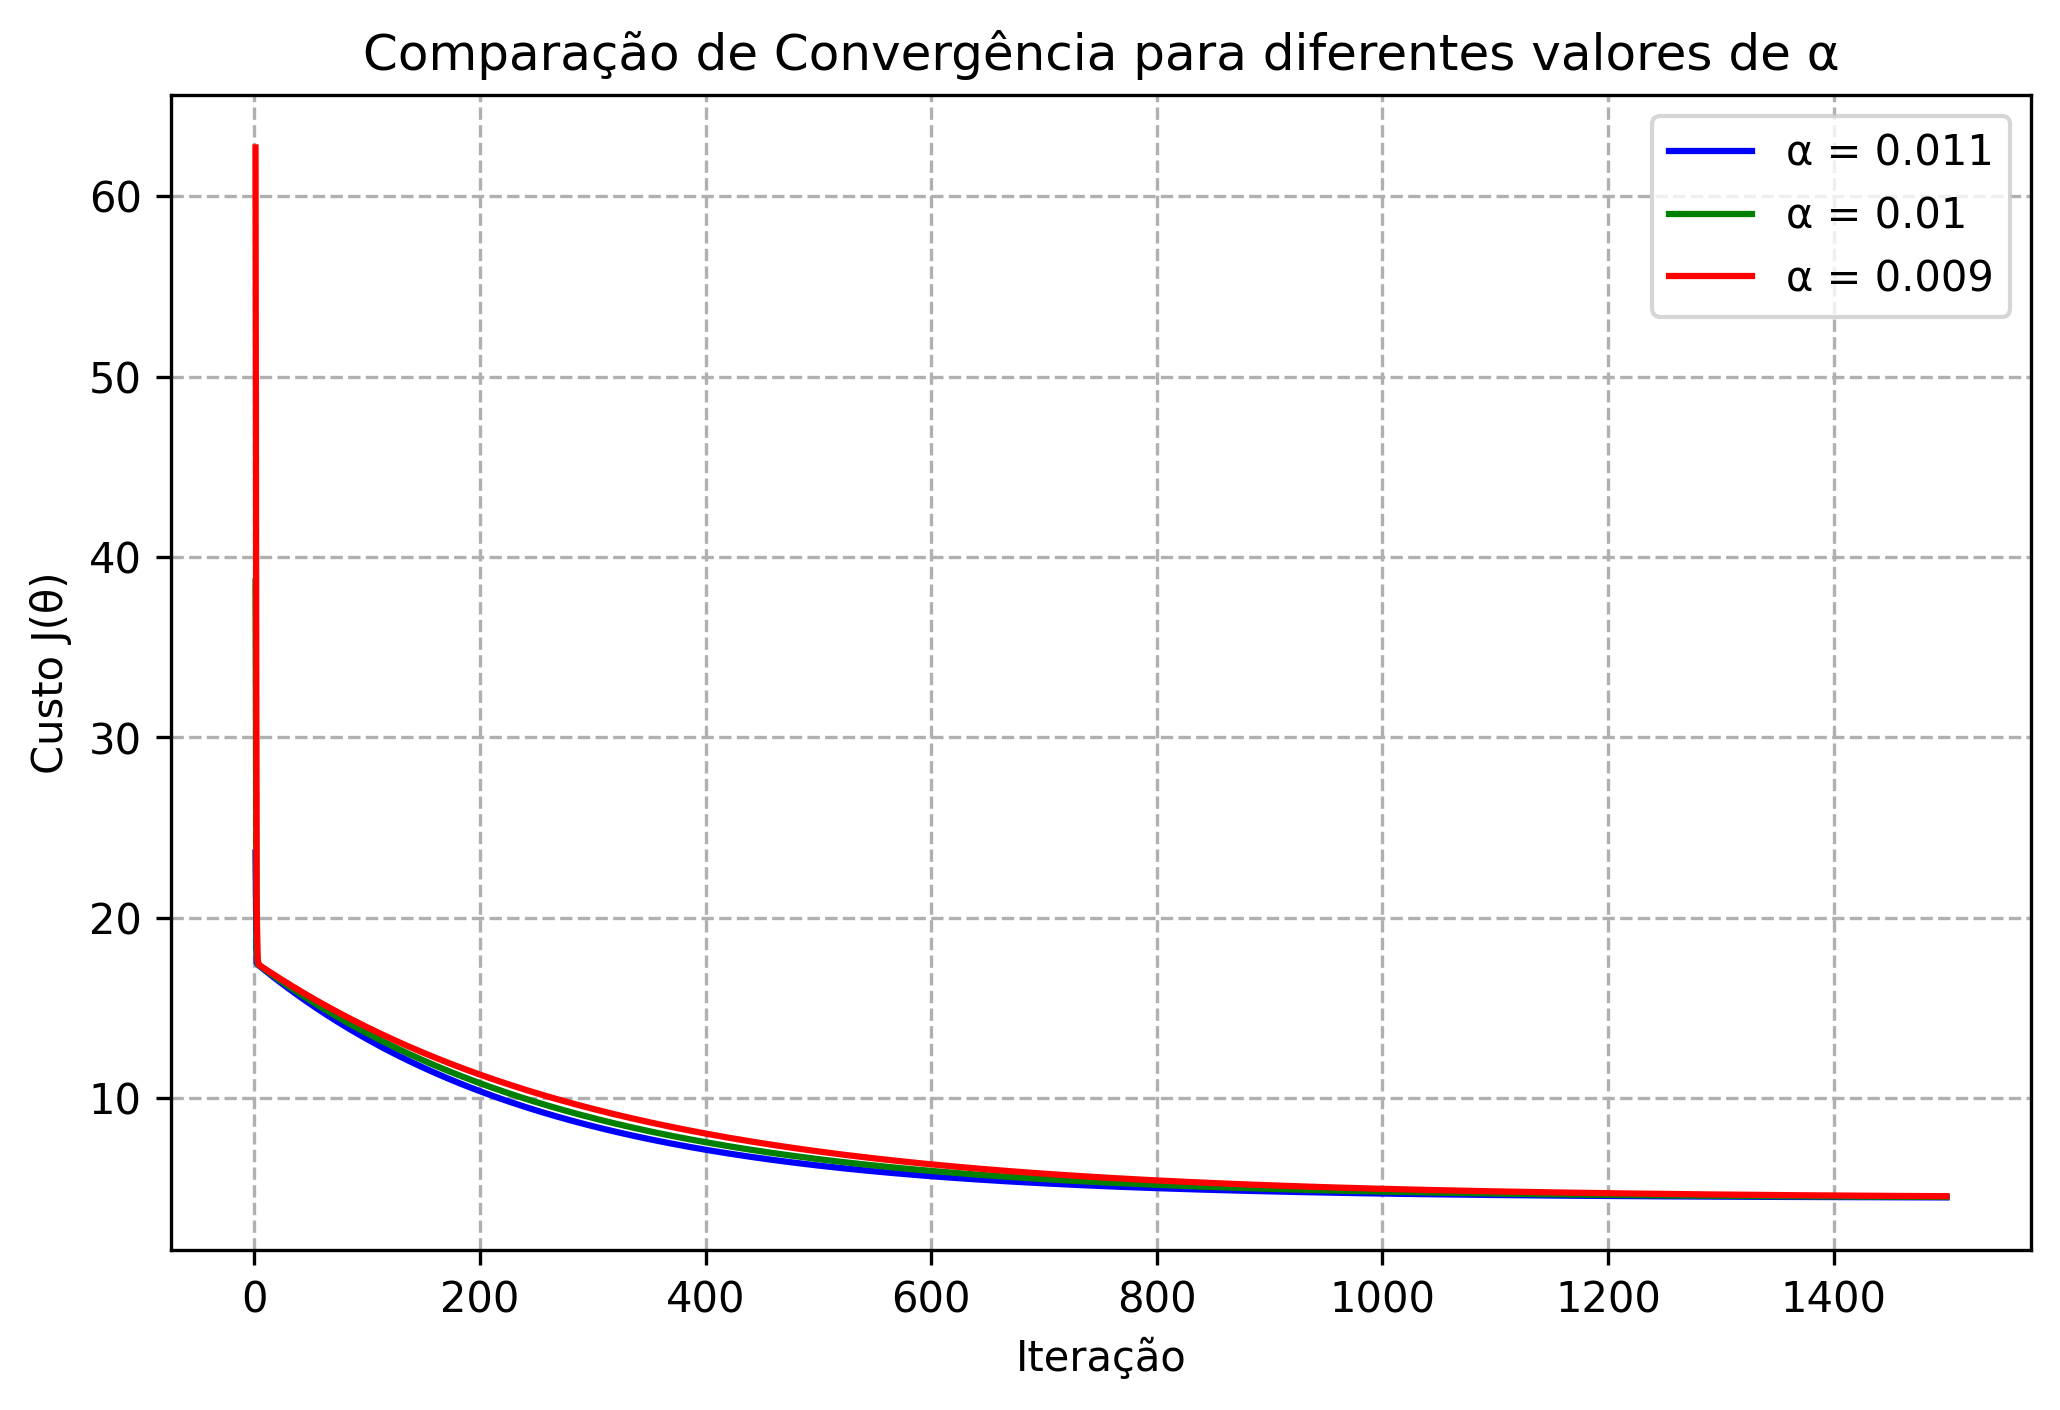 Comparação de Convergência para diferentes valores de α
α = 0.011
α = 0.01
α = 0.009
Custo J(θ)
60
50
40
30
20
10
0 200 400 600 800 1000 1200 1400
Iteração